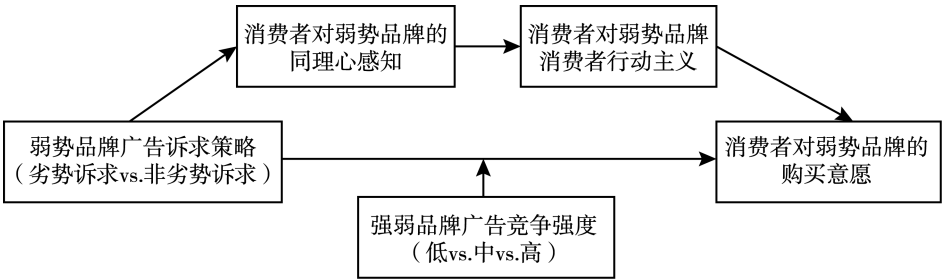 消费者对弱势品牌的
同理心感知
消费者对弱势品牌
消费者行动主义
弱势品牌广告诉求策略
（劣势诉求vs.非劣势诉求）
消费者对弱势品牌的
购买意愿
强弱品牌广告竞争强度
（低vs.中vs.高）